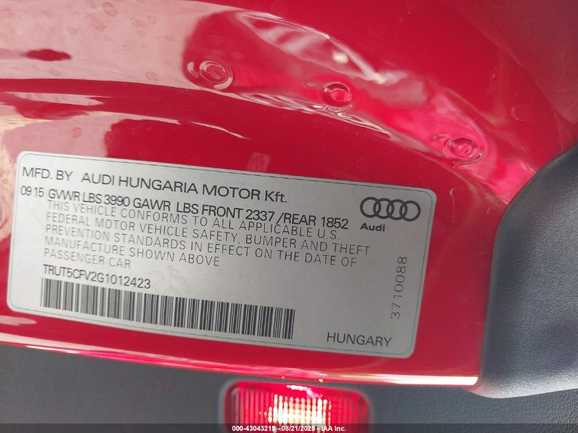 MFD. BY AUDI HUNGARIA MOTOR Kft.
09 15 GVWR LBS 3990 GAWR LBS FRONT 2337 /REAR 1852
THIS VEHICLE CONFORMS TO ALL APPLICABLE U.S.
FEDERAL MOTOR VEHICLE SAFETY, BUMPER AND THEFT
PREVENTION STANDARDS IN EFFECT ON THE DATE OF
MANUFACTURE SHOWN ABOVE
PASSENGER CAR
TRUT5CFV2G1012423
Audi
3710088
HUNGARY